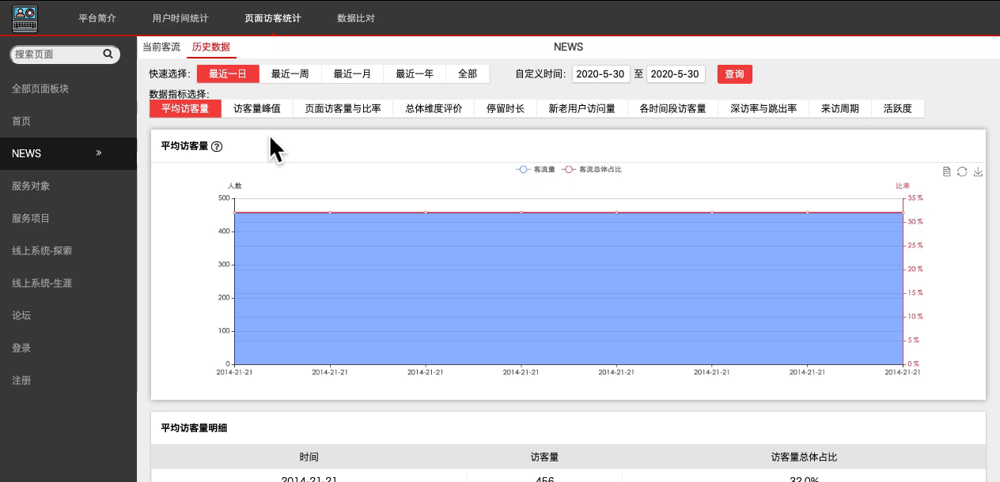 平台简介 用户时间统计 页面访客统计 数据比对
搜索页面
全部页面板块
首页
NEWS »
服务对象
服务项目
线上系统-探索
线上系统-生涯
论坛
登录
注册
当前客流 历史数据 NEWS
快速选择: 最近一日 最近一周 最近一月 最近一年 全部 自定义时间: 2020-5-30 至 2020-5-30 查询
数据指标选择:
平均访客量 访客量峰值 页面访客量与比率 总体维度评价 停留时长 新老用户访问量 各时间段访客量 深访率与跳出率 来访周期 活跃度
平均访客量 ?
客流量 客流总体占比
人数 比率
500 35 %
400 30 %
300 25 %
200 20 %
100 15 %
0 10 %
5 %
0 %
2014-21-21 2014-21-21 2014-21-21 2014-21-21 2014-21-21 2014-21-21 2014-21-21 2014-21-21
平均访客量明细
时间 访客量 访客量总体占比
2014-21-21 456 32.0%